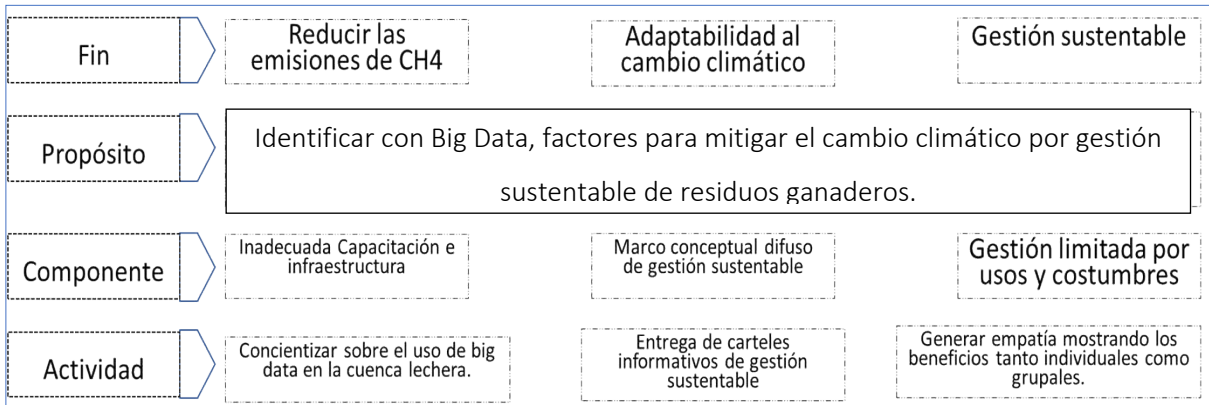 Fin
Reducir las
emisiones de CH4
Adaptabilidad al
cambio climático
Gestión sustentable
Propósito
Identificar con Big Data, factores para mitigar el cambio climático por gestión
sustentable de residuos ganaderos.
Componente
Inadecuada Capacitación e
infraestructura
Marco conceptual difuso
de gestión sustentable
Gestión limitada por
usos y costumbres
Actividad
Concientizar sobre el uso de big
data en la cuenca lechera.
Entrega de carteles
informativos de gestión
sustentable
Generar empatía mostrando los
beneficios tanto individuales como
grupales.